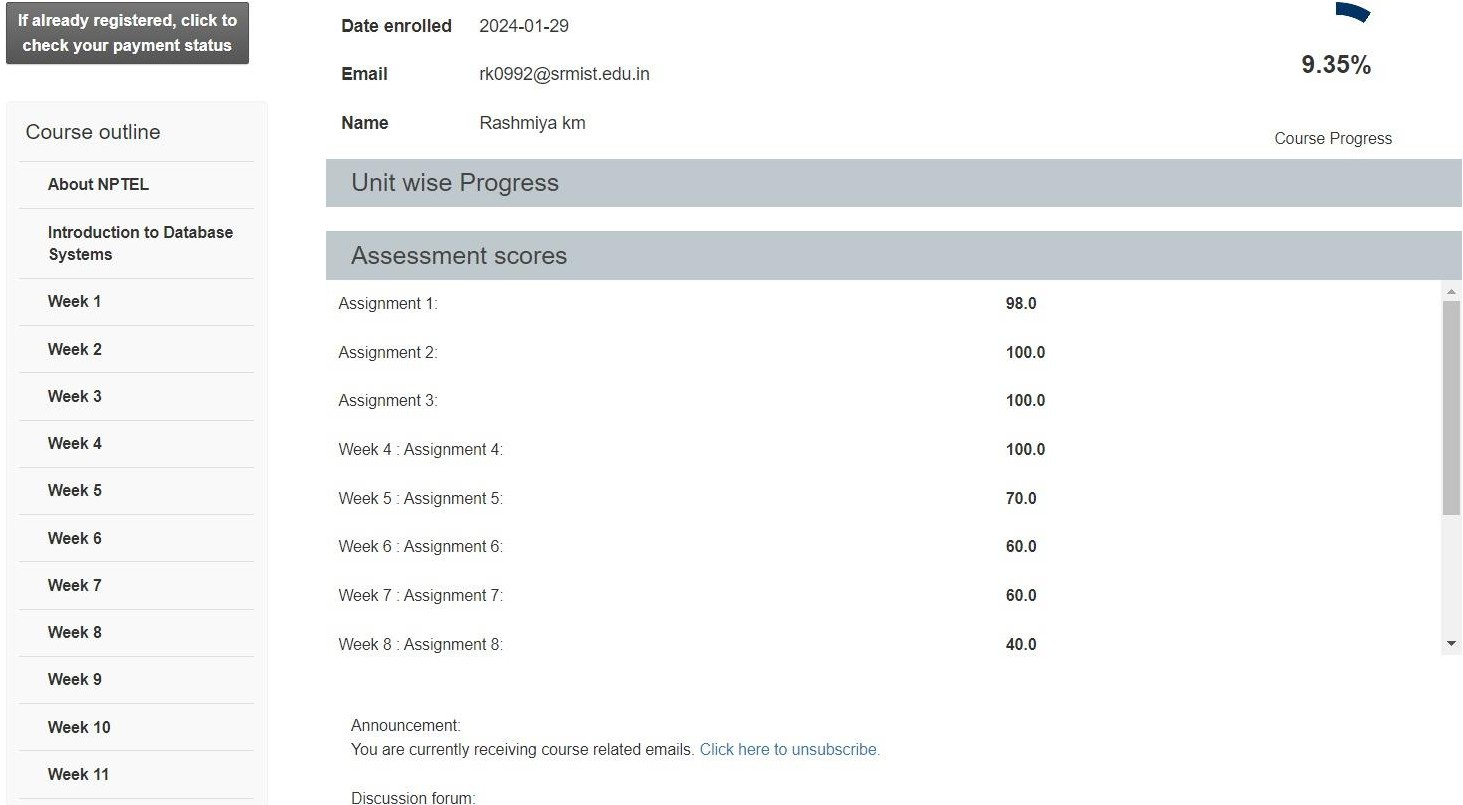 If already registered, click to
check your payment status
Course outline
About NPTEL
Introduction to Database
Systems
Week 1
Week 2
Week 3
Week 4
Week 5
Week 6
Week 7
Week 8
Week 9
Week 10
Week 11
Date enrolled 2024-01-29
Email rk0992@srmist.edu.in
Name Rashmiya km
9.35%
Course Progress
Unit wise Progress
Assessment scores
Assignment 1: 98.0
Assignment 2: 100.0
Assignment 3: 100.0
Week 4 : Assignment 4: 100.0
Week 5 : Assignment 5: 70.0
Week 6 : Assignment 6: 60.0
Week 7 : Assignment 7: 60.0
Week 8 : Assignment 8: 40.0
Announcement:
You are currently receiving course related emails. Click here to unsubscribe.
Discussion forum: